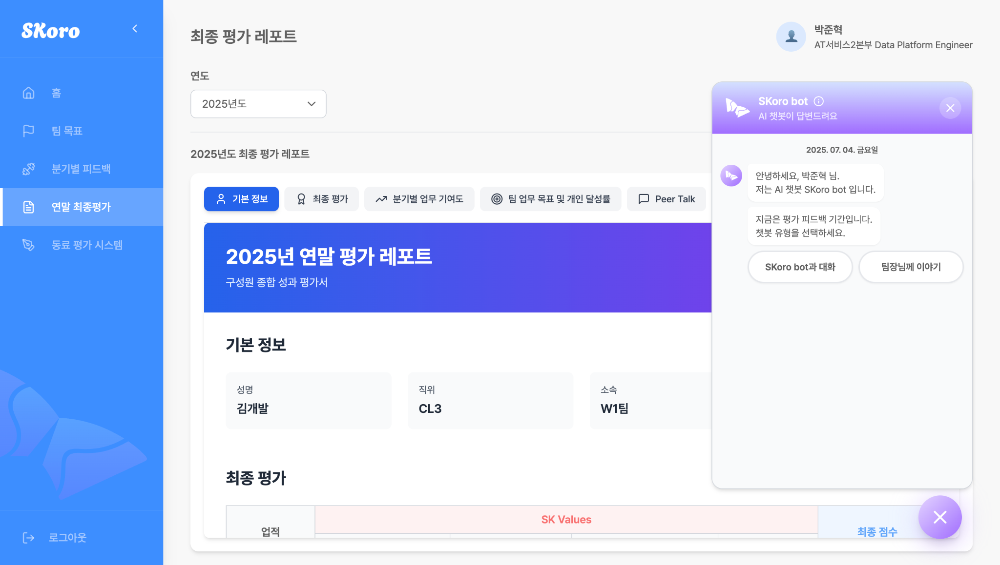 SKoro
홈
팀 목표
분기별 피드백
연말 최종평가
동료 평가 시스템
로그아웃
최종 평가 레포트
박준혁
AT서비스2본부 Data Platform Engineer
연도
2025년도
2025년도 최종 평가 레포트
기본 정보
최종 평가
분기별 업무 기여도
팀 업무 목표 및 개인 달성률
Peer Talk
2025년 연말 평가 레포트
구성원 종합 성과 평가서
기본 정보
성명
김개발
직위
CL3
소속
W1팀
최종 평가
업적
SK Values
최종 점수
SKoro bot
AI 챗봇이 답변드려요
2025. 07. 04. 금요일
안녕하세요, 박준혁 님.
저는 AI 챗봇 SKoro bot 입니다.
지금은 평가 피드백 기간입니다.
챗봇 유형을 선택하세요.
SKoro bot과 대화
팀장님께 이야기